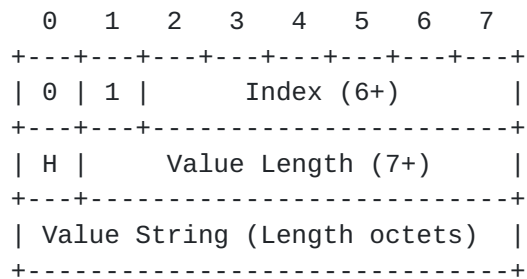 0   1   2   3   4   5   6   7
+---+---+---+---+---+---+---+---+
| 0 | 1 |      Index (6+)       |
+---+---+-----------------------+
| H |     Value Length (7+)     |
+---+---------------------------+
| Value String (Length octets)  |
+-------------------------------+